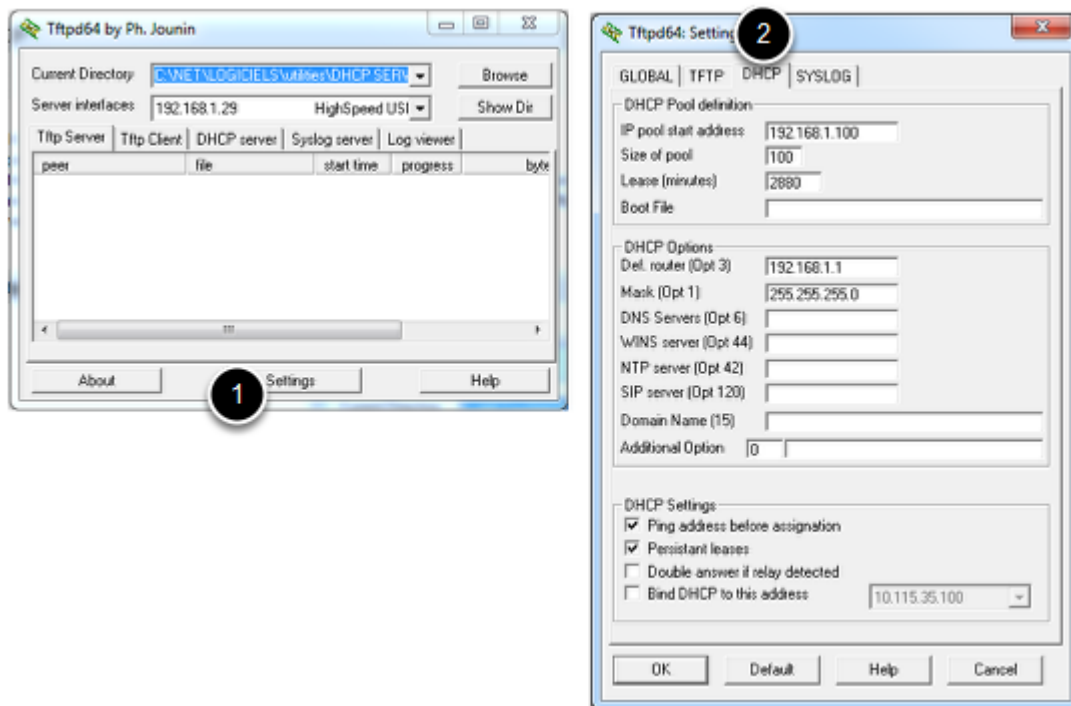 Tftpd64 by Ph. Jounin
Current Directory C:\NET\LOGICIELS\utilities\DHCP SERV Browse
Server interfaces 192.168.1.29 HighSpeed USI Show Dir
Tftp Server Tftp Client DHCP server Syslog server Log viewer
peer file start time progress byte
About Settings Help
1
2
Tftpd64: Setting
GLOBAL TFTP DHCP SYSLOG
DHCP Pool definition
IP pool start address 192.168.1.100
Size of pool 100
Lease (minutes) 2880
Boot File
DHCP Options
Def. router (Opt 3) 192.168.1.1
Mask (Opt 1) 255.255.255.0
DNS Servers (Opt 6)
WINS server (Opt 44)
NTP server (Opt 42)
SIP server (Opt 120)
Domain Name (15)
Additional Option 0
DHCP Settings
Ping address before assignation
Persistant leases
Double answer if relay detected
Bind DHCP to this address 10.115.35.100
OK Default Help Cancel